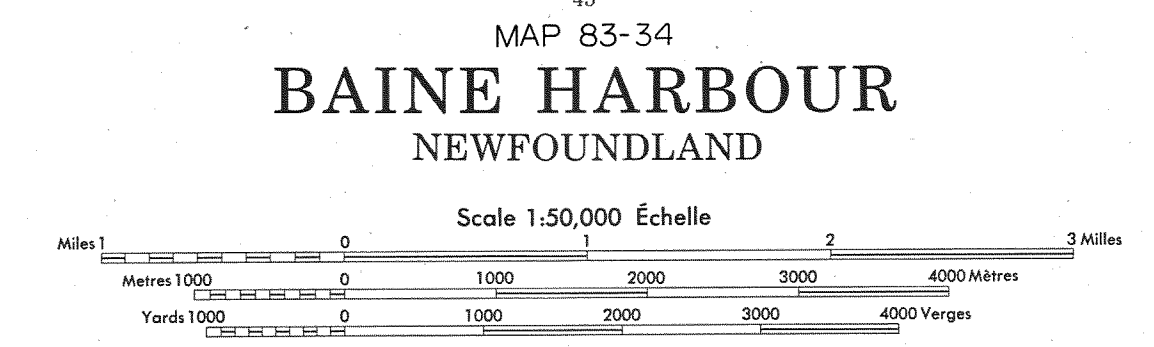 MAP 83-34
BAINE HARBOUR
NEWFOUNDLAND
Scale 1:50,000 Échelle
Miles 1 0 1 2 3 Milles
Metres 1000 0 1000 2000 3000 4000 Mètres
Yards 1000 0 1000 2000 3000 4000 Verges